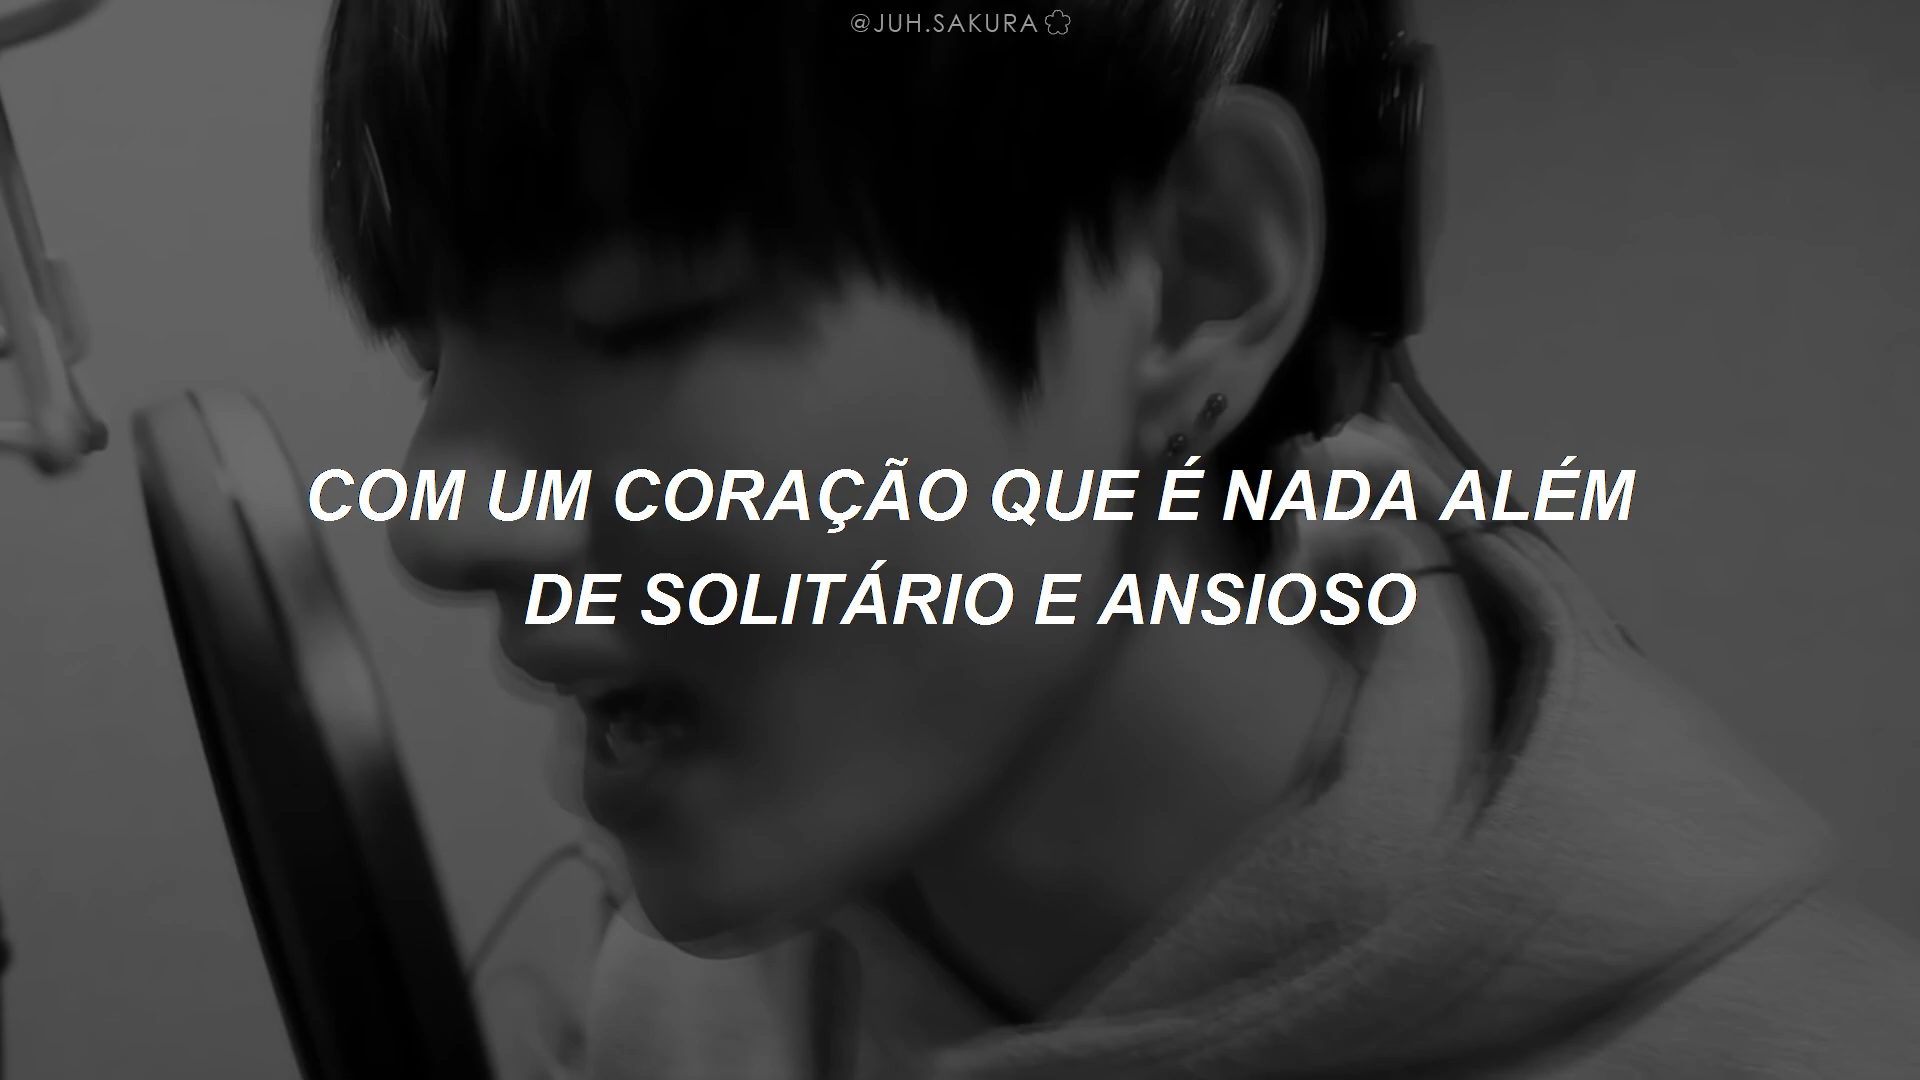 @JUH.SAKURA
COM UM CORAÇÃO QUE É NADA ALÉM
DE SOLITÁRIO E ANSIOSO